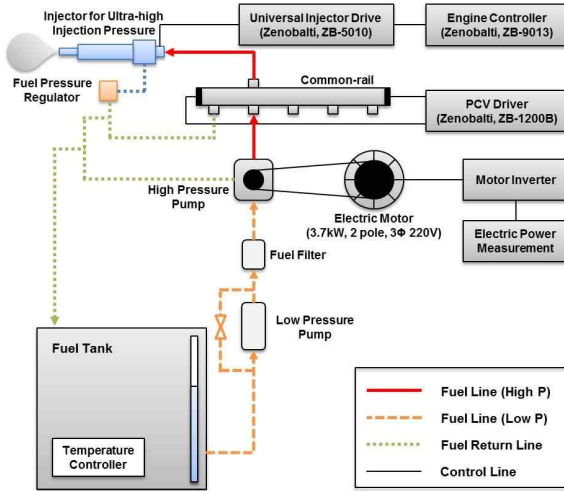 Injector for Ultra-high
Injection Pressure
Universal Injector Drive
(Zenobalti, ZB-5010)
Engine Controller
(Zenobalti, ZB-9013)
Fuel Pressure
Regulator
Common-rail
PCV Driver
(Zenobalti, ZB-1200B)
High Pressure
Pump
Electric Motor
(3.7kW, 2 pole, 3Φ 220V)
Motor Inverter
Electric Power
Measurement
Fuel Filter
Low Pressure
Pump
Fuel Tank
Temperature
Controller
Fuel Line (High P)
Fuel Line (Low P)
Fuel Return Line
Control Line